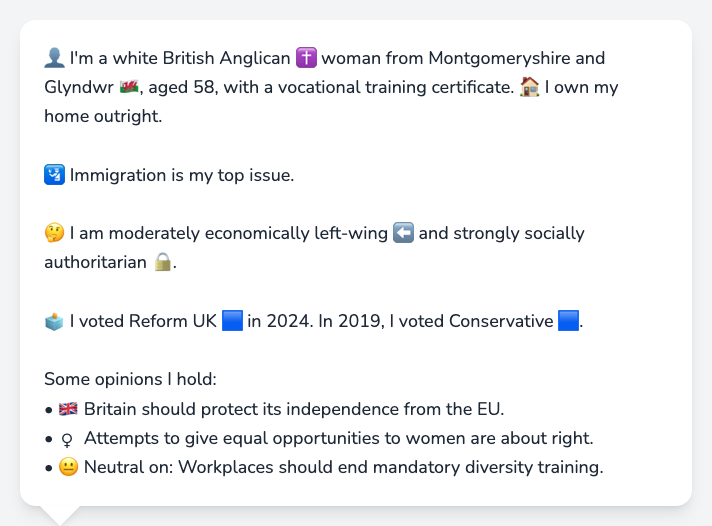 👤 I'm a white British Anglican ✝️ woman from Montgomeryshire and
Glyndwr 🏴󠁧󠁢󠁷󠁬󠁳󠁿, aged 58, with a vocational training certificate. 🏠 I own my
home outright.
🛂 Immigration is my top issue.
🤔 I am moderately economically left-wing ⬅️ and strongly socially
authoritarian 🔒.
🗳️ I voted Reform UK 🟦 in 2024. In 2019, I voted Conservative 🟦.
Some opinions I hold:
• 🇬🇧 Britain should protect its independence from the EU.
• ♀ Attempts to give equal opportunities to women are about right.
• 😐 Neutral on: Workplaces should end mandatory diversity training.